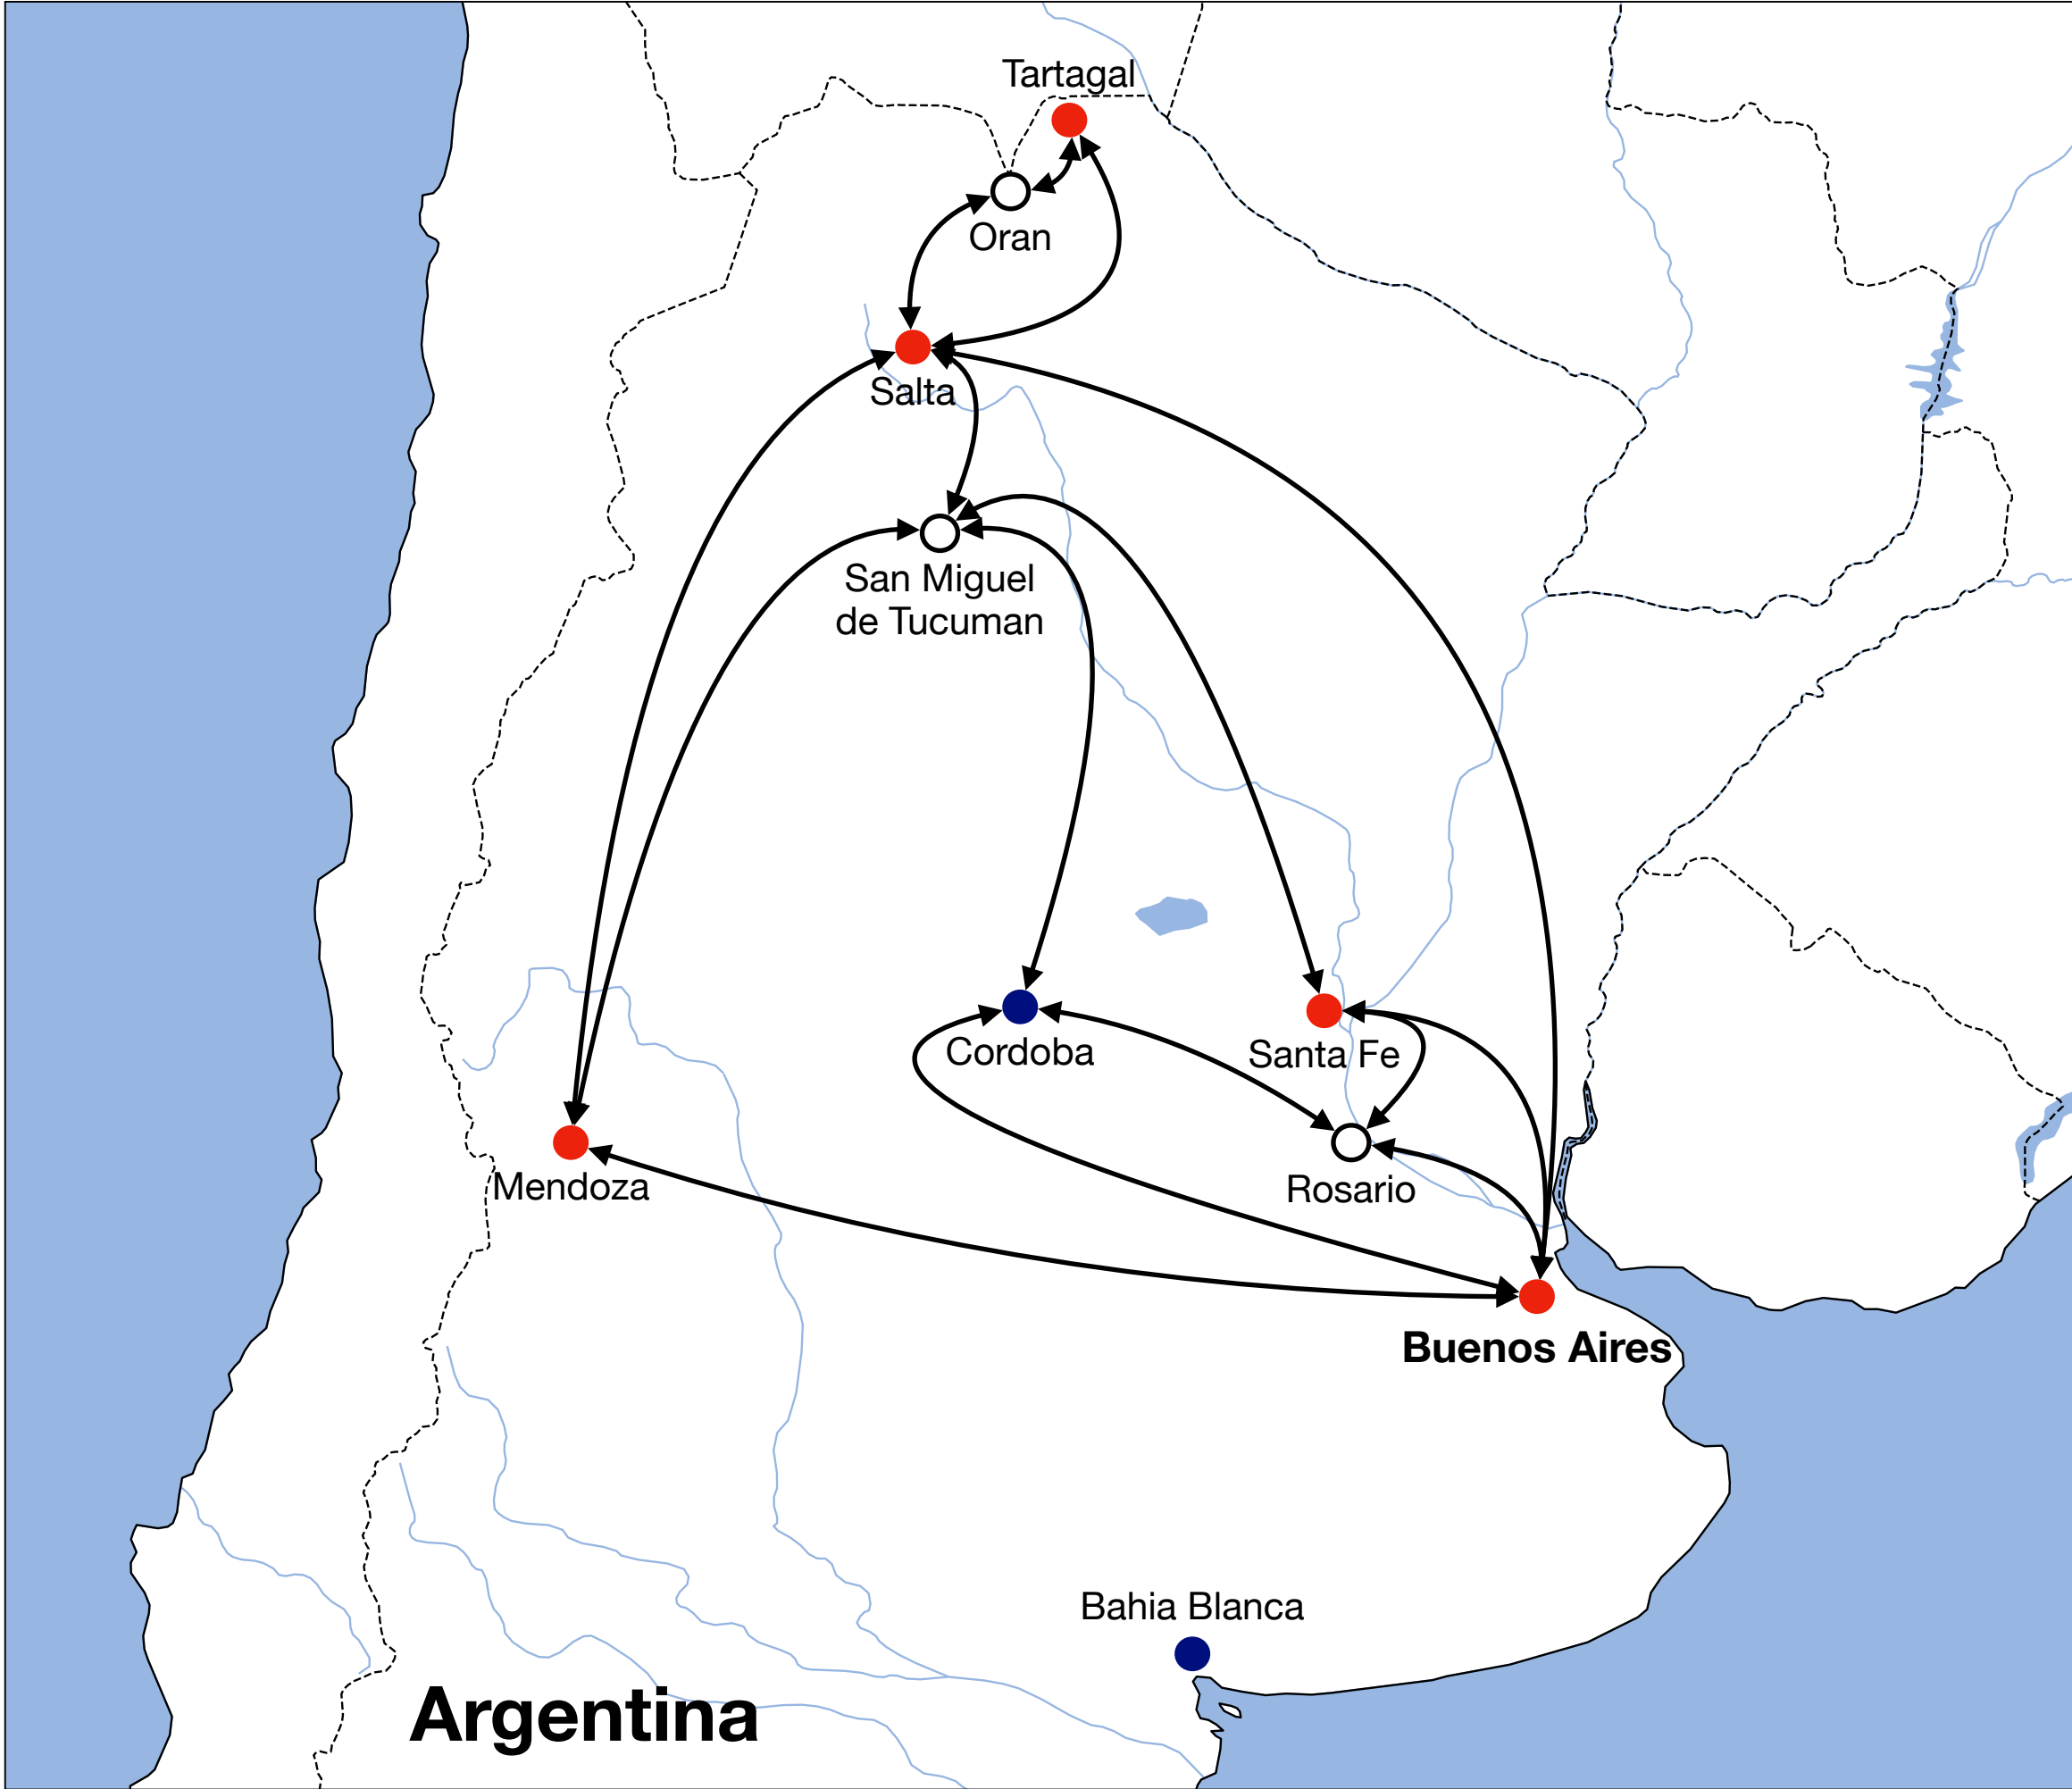 Tartagal
Oran
Salta
San Miguel
de Tucuman
Cordoba
Santa Fe
Mendoza
Rosario
Buenos Aires
Bahia Blanca
Argentina